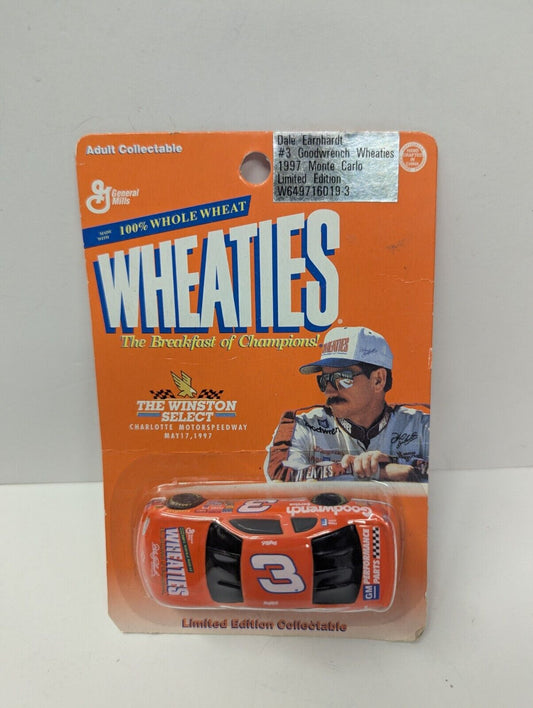 Adult Collectable
Dale Earnhardt
#3 Goodwrench Wheaties
1997 Monte Carlo
Limited Edition
W649716019-3
General
Mills
MADE
WITH
100% WHOLE WHEAT
WHEATIES
The Breakfast of Champions!
WHEATIES
THE WINSTON
SELECT
CHARLOTTE MOTORSPEEDWAY
MAY 17, 1997
WHEATIES
3
Goodwrench
GM PERFORMANCE
PARTS
Limited Edition Collectable